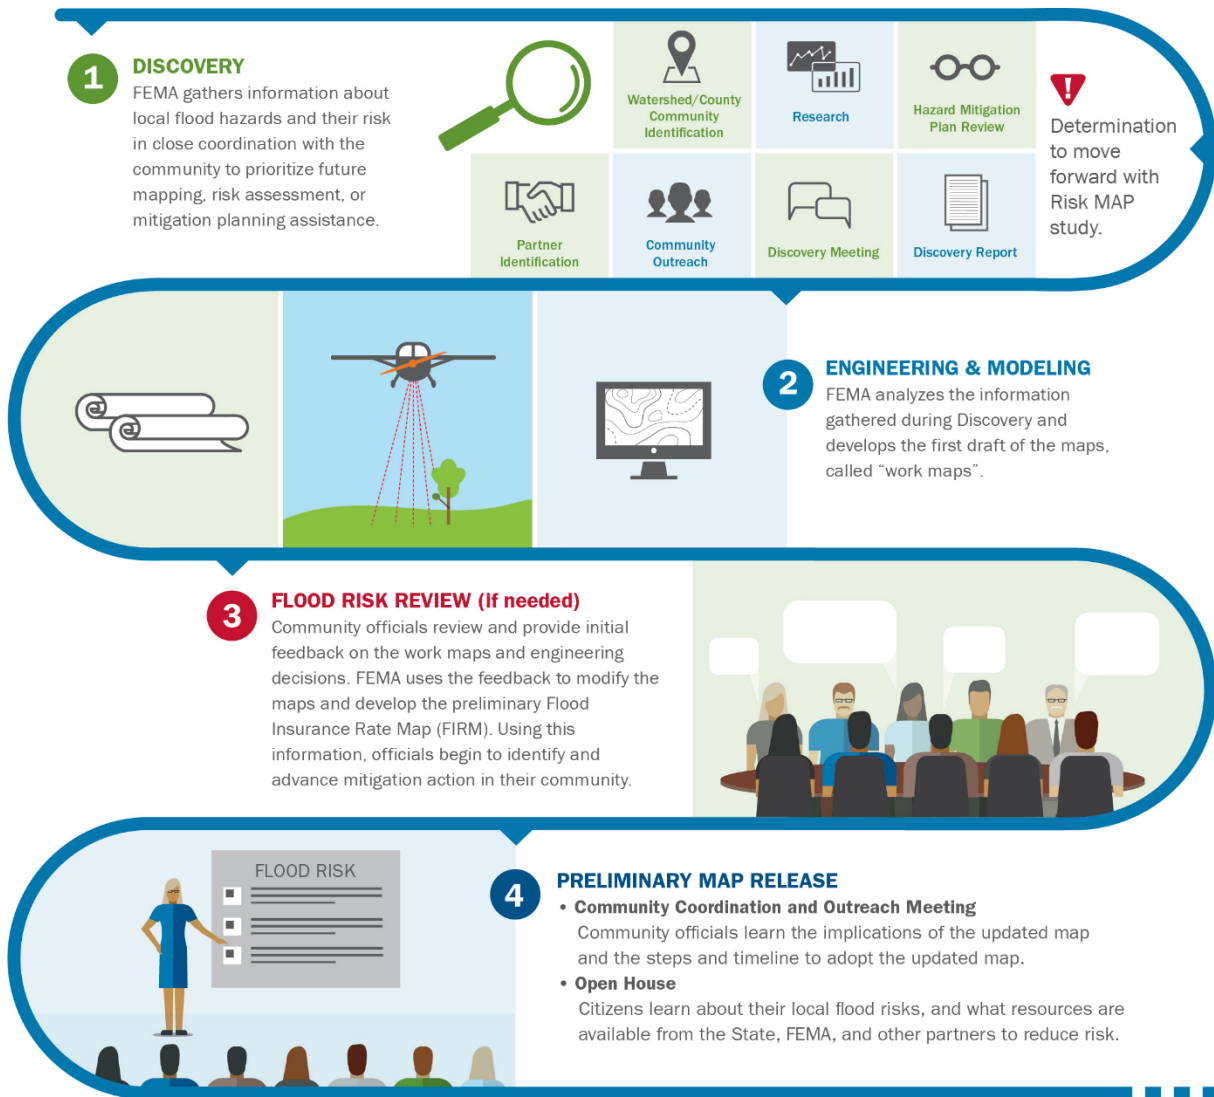 1
DISCOVERY
FEMA gathers information about
local flood hazards and their risk
in close coordination with the
community to prioritize future
mapping, risk assessment, or
mitigation planning assistance.
Watershed/County
Community
Identification
Research
Hazard Mitigation
Plan Review
Partner
Identification
Community
Outreach
Discovery Meeting
Discovery Report
!
Determination
to move
forward with
Risk MAP
study.
2
ENGINEERING & MODELING
FEMA analyzes the information
gathered during Discovery and
develops the first draft of the maps,
called “work maps”.
3
FLOOD RISK REVIEW (if needed)
Community officials review and provide initial
feedback on the work maps and engineering
decisions. FEMA uses the feedback to modify the
maps and develop the preliminary Flood
Insurance Rate Map (FIRM). Using this
information, officials begin to identify and
advance mitigation action in their community.
FLOOD RISK
4
PRELIMINARY MAP RELEASE
• Community Coordination and Outreach Meeting
Community officials learn the implications of the updated map
and the steps and timeline to adopt the updated map.
• Open House
Citizens learn about their local flood risks, and what resources are
available from the State, FEMA, and other partners to reduce risk.